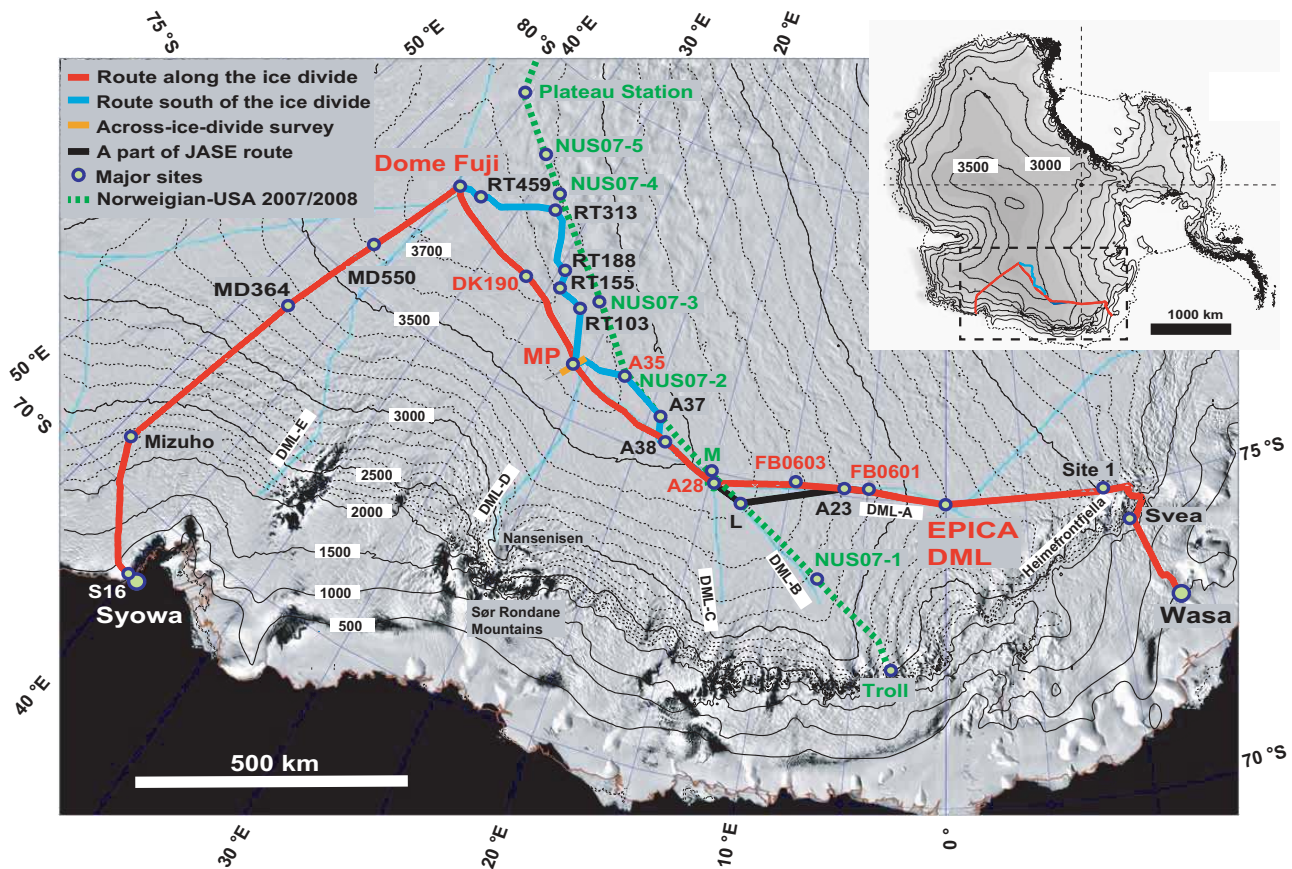 75 °S
50 °E
80 °S
40 °E
30 °E
20 °E
Route along the ice divide
Route south of the ice divide
Across-ice-divide survey
A part of JASE route
Major sites
Norwegian-USA 2007/2008
Plateau Station
NUS07-5
NUS07-4
Dome Fuji
RT459
RT313
3500
3000
1000 km
3700
MD550
MD364
DK190
RT188
RT155
NUS07-3
RT103
3500
MP
A35
NUS07-2
50 °E
70 °S
A37
3000
Mizuho
DML-E
A38
M
FB0603
FB0601
Site 1
75 °S
2500
DML-D
A28
2000
L
A23
DML-A
EPICA
DML
Svea
Heimefrontfjella
Nansenisen
1500
NUS07-1
DML-B
DML-C
S16
Syowa
1000
Sør Rondane
Mountains
500
Wasa
Troll
40 °E
500 km
70 °S
30 °E
20 °E
10 °E
0 °